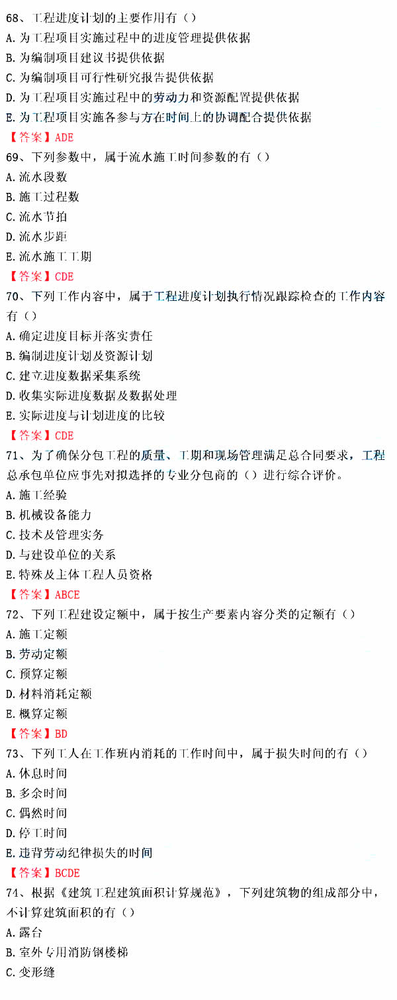 68、工程进度计划的主要作用有（）
A.为工程项目实施过程中的进度管理提供依据
B.为编制项目建议书提供依据
C.为编制项目可行性研究报告提供依据
D.为工程项目实施过程中的劳动力和资源配置提供依据
E.为工程项目实施各参与方在时间上的协调配合提供依据
【答案】ADE
69、下列参数中，属于流水施工时间参数的有（）
A.流水段数
B.施工过程数
C.流水节拍
D.流水步距
E.流水施工工期
【答案】CDE
70、下列工作内容中，属于工程进度计划执行情况跟踪检查的工作内容
有（）
A.确定进度目标并落实责任
B.编制进度计划及资源计划
C.建立进度数据采集系统
D.收集实际进度数据及数据处理
E.实际进度与计划进度的比较
【答案】CDE
71、为了确保分包工程的质量、工期和现场管理满足总合同要求，工程
总承包单位应事先对拟选择的专业分包商的（）进行综合评价。
A.施工经验
B.机械设备能力
C.技术及管理实务
D.与建设单位的关系
E.特殊及主体工程人员资格
【答案】ABCE
72、下列工程建设定额中，属于按生产要素内容分类的定额有（）
A.施工定额
B.劳动定额
C.预算定额
D.材料消耗定额
E.概算定额
【答案】BD
73、下列工人在工作班内消耗的工作时间中，属于损失时间的有（）
A.休息时间
B.多余时间
C.偶然时间
D.停工时间
E.违背劳动纪律损失的时间
【答案】BCDE
74、根据《建筑工程建筑面积计算规范》，下列建筑物的组成部分中，
不计算建筑面积的有（）
A.露台
B.室外专用消防钢楼梯
C.变形缝